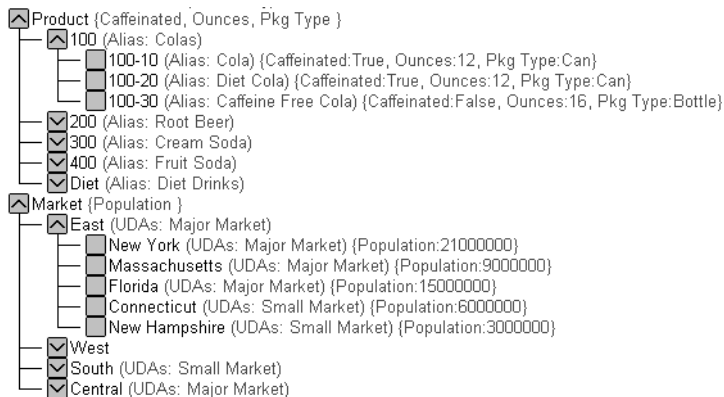 Product {Caffeinated, Ounces, Pkg Type }
100 (Alias: Colas)
100-10 (Alias: Cola) {Caffeinated:True, Ounces:12, Pkg Type:Can}
100-20 (Alias: Diet Cola) {Caffeinated:True, Ounces:12, Pkg Type:Can}
100-30 (Alias: Caffeine Free Cola) {Caffeinated:False, Ounces:16, Pkg Type:Bottle}
200 (Alias: Root Beer)
300 (Alias: Cream Soda)
400 (Alias: Fruit Soda)
Diet (Alias: Diet Drinks)
Market {Population }
East (UDAs: Major Market)
New York (UDAs: Major Market) {Population:21000000}
Massachusetts (UDAs: Major Market) {Population:9000000}
Florida (UDAs: Major Market) {Population:15000000}
Connecticut (UDAs: Small Market) {Population:6000000}
New Hampshire (UDAs: Small Market) {Population:3000000}
West
South (UDAs: Small Market)
Central (UDAs: Major Market)